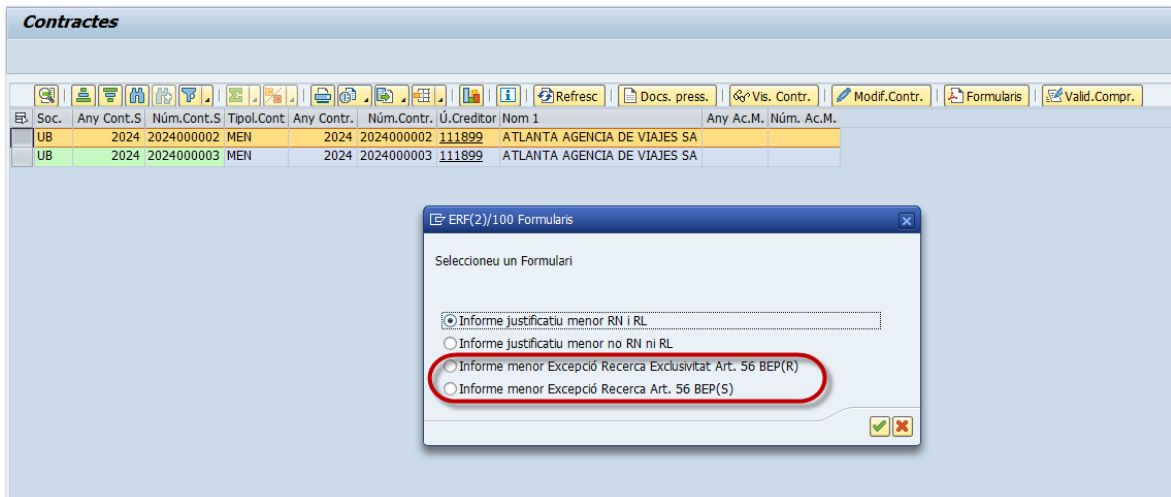 Contractes
Refresc Docs. press. Vis. Contr. Modif.Contr. Formularis Valid.Compr.
Soc. Any Cont.S Núm.Cont.S Tipol.Cont Any Contr. Núm.Contr. Ú.Creditor Nom 1 Any Ac.M. Núm. Ac.M.
UB 2024 2024000002 MEN 2024 2024000002 111899 ATLANTA AGENCIA DE VIAJES SA
UB 2024 2024000003 MEN 2024 2024000003 111899 ATLANTA AGENCIA DE VIAJES SA
ERF(2)/100 Formularis
Seleccioneu un Formulari
Informe justificatiu menor RN i RL
Informe justificatiu menor no RN ni RL
Informe menor Excepció Recerca Exclusivitat Art. 56 BEP(R)
Informe menor Excepció Recerca Art. 56 BEP(S)